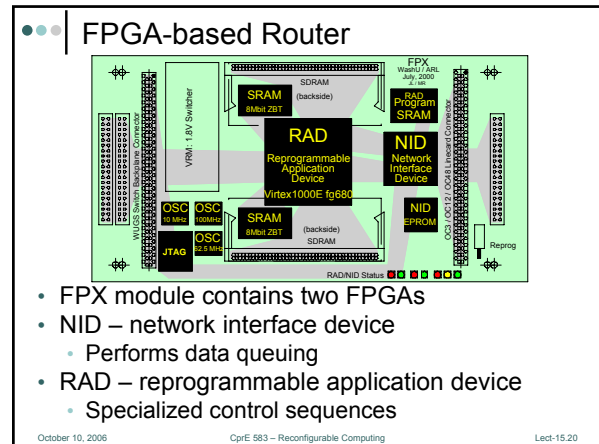 FPGA-based Router
FPX
WashU / ARL
July, 2000
JL / MR
SDRAM
(backside)
SRAM
8Mbit ZBT
RAD
Program
SRAM
VRM: 1.8V Switcher
WUGS Switch Backplane Connector
RAD
Reprogrammable
Application
Device
Virtex1000E fg680
NID
Network
Interface
Device
OC3 / OC12 / OC48 Linecard Connector
OSC
10 MHz
OSC
100MHz
OSC
62.5 MHz
JTAG
SRAM
8Mbit ZBT
(backside)
SDRAM
NID
EPROM
Reprog
RAD/NID Status
• FPX module contains two FPGAs
• NID – network interface device
• Performs data queuing
• RAD – reprogrammable application device
• Specialized control sequences
October 10, 2006 CprE 583 – Reconfigurable Computing Lect-15.20